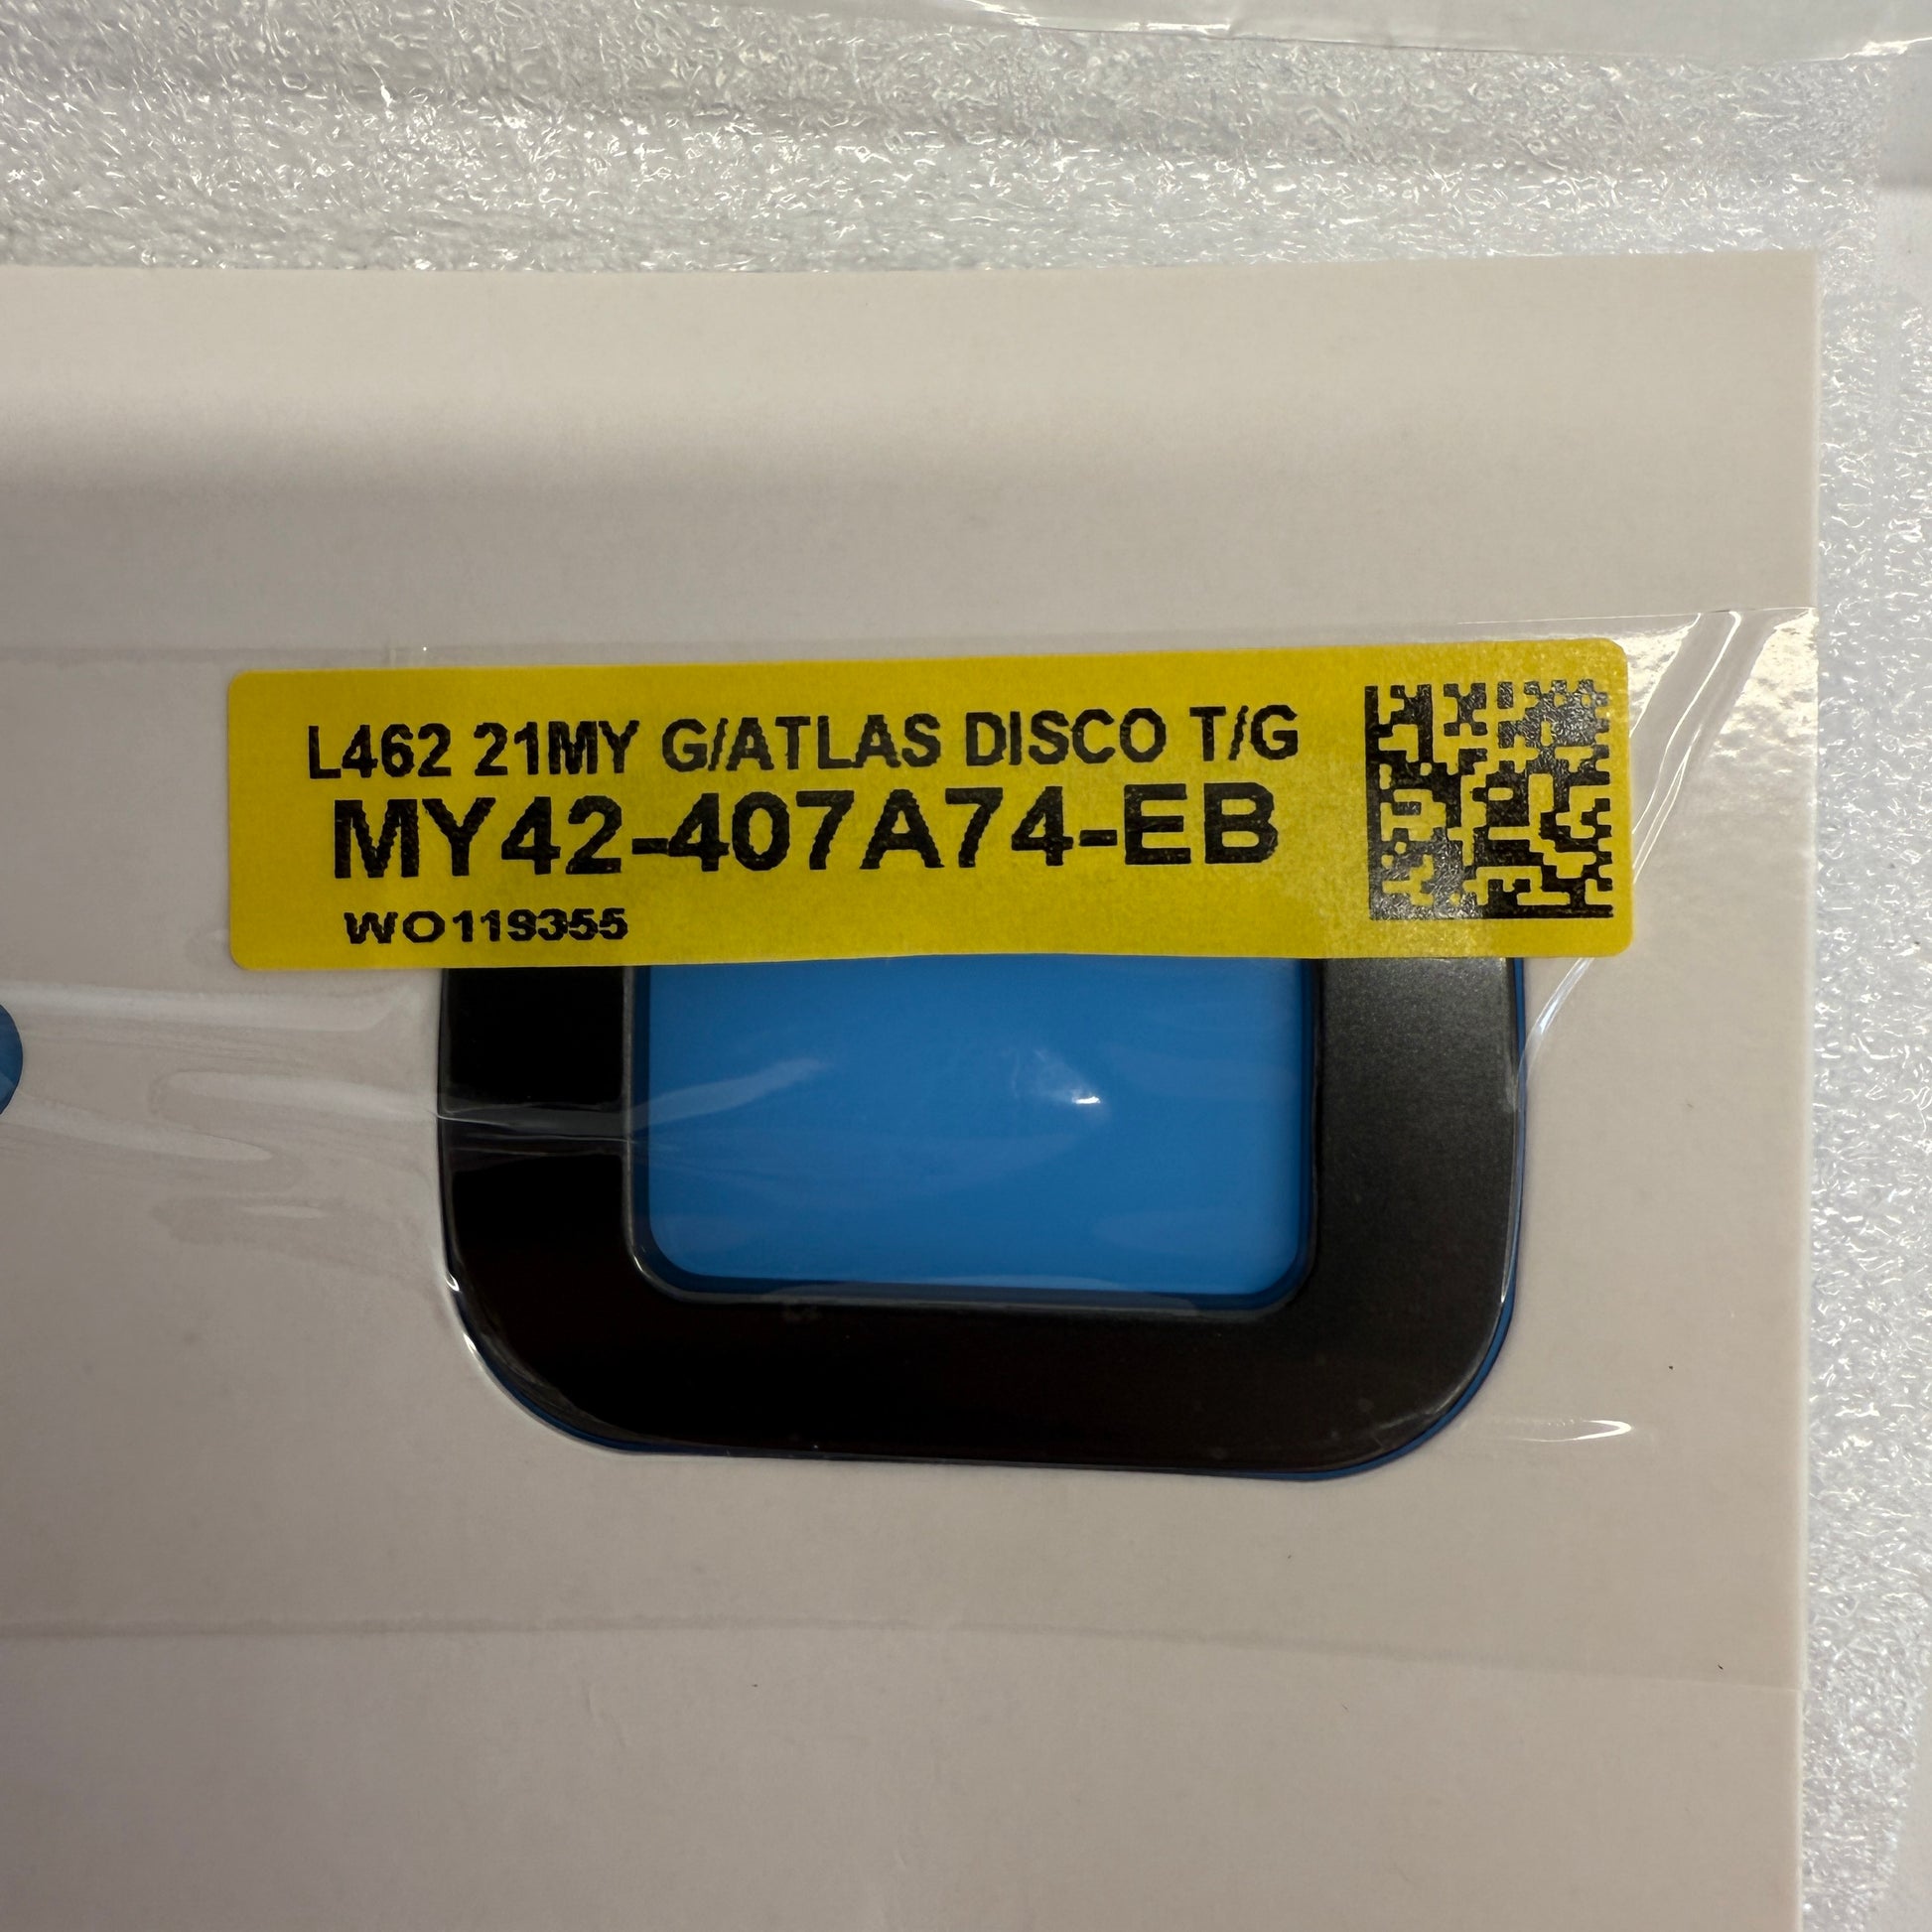 L462 21MY G/ATLAS DISCO T/G
MY42-407A74-EB
WO119355